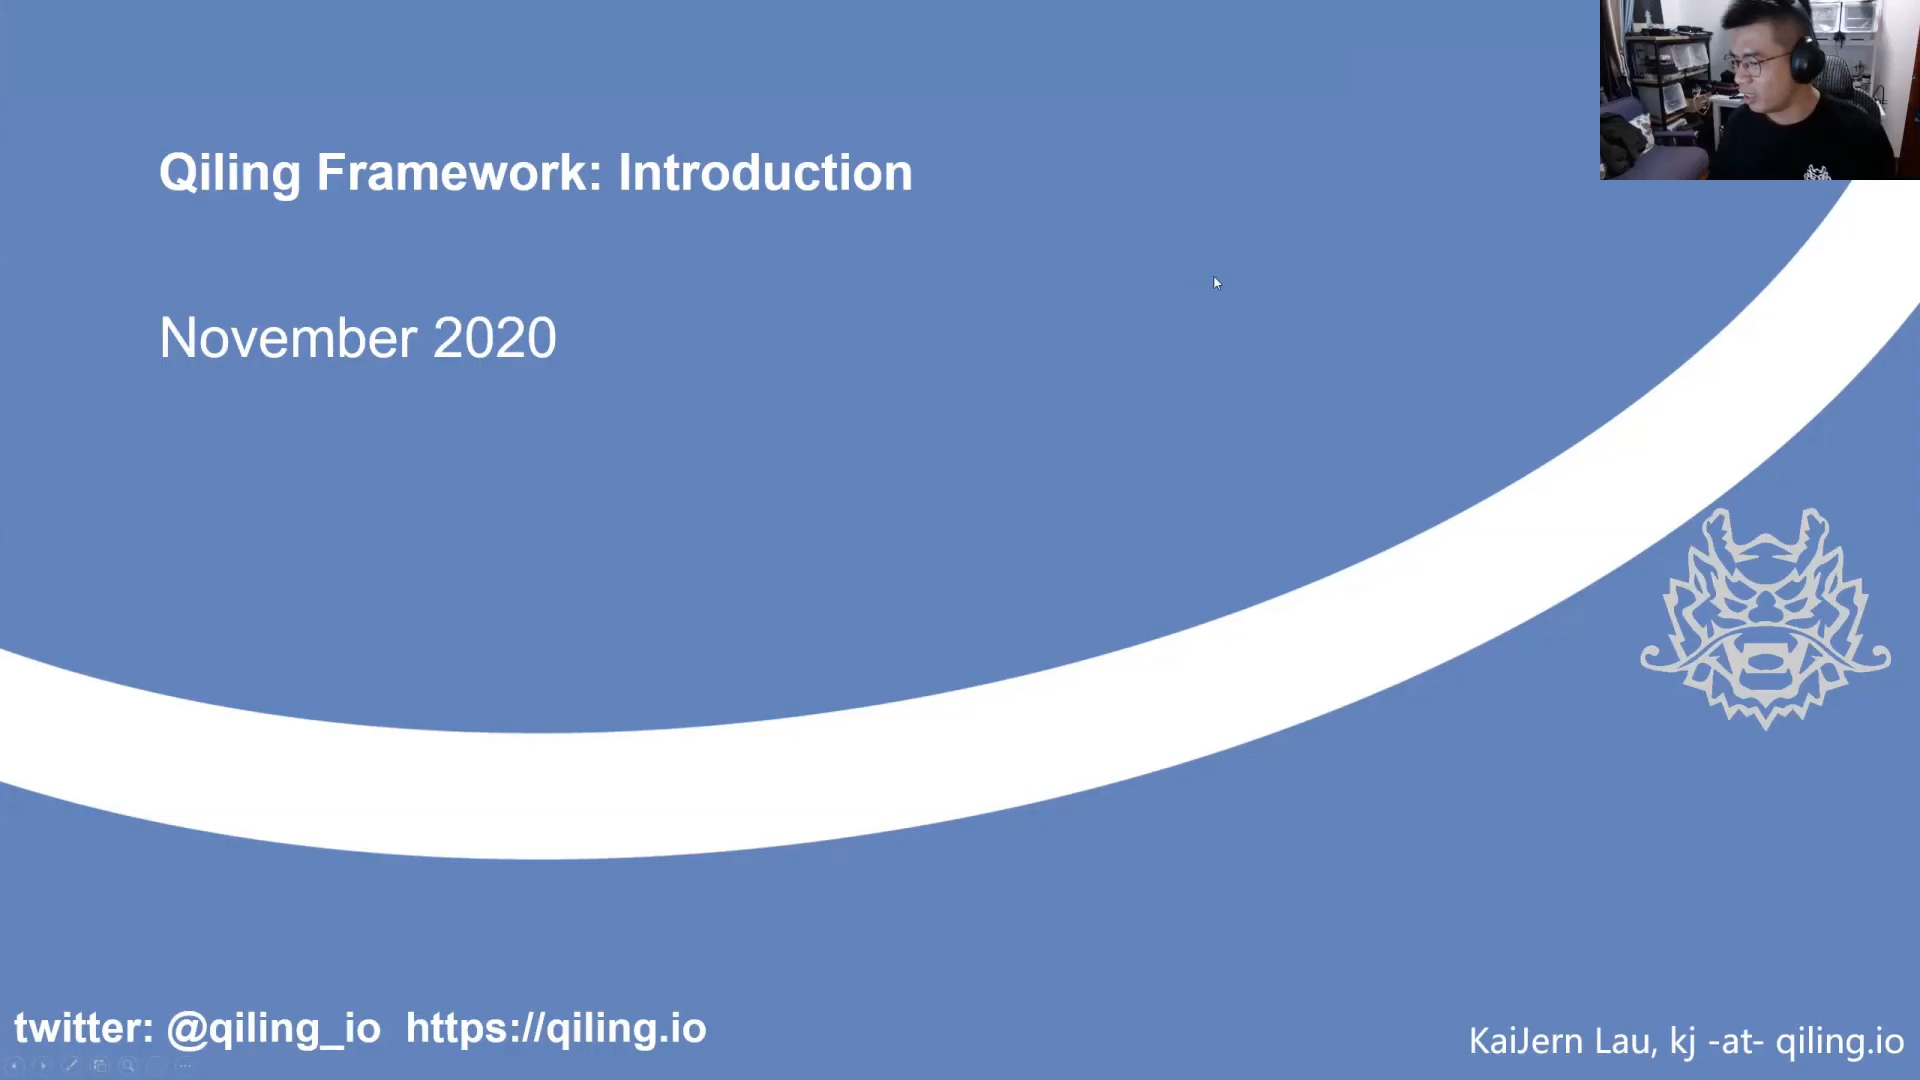 Qiling Framework: Introduction
November 2020
twitter: @qiling_io https://qiling.io
KaiJern Lau, kj -at- qiling.io